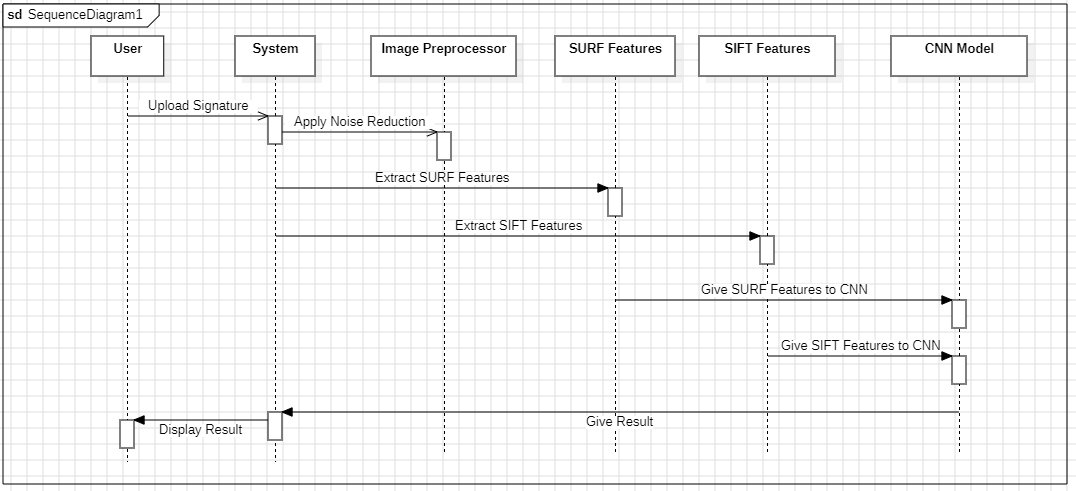 sd SequenceDiagram1
User
System
Image Preprocessor
SURF Features
SIFT Features
CNN Model
Upload Signature
Apply Noise Reduction
Extract SURF Features
Extract SIFT Features
Give SURF Features to CNN
Give SIFT Features to CNN
Give Result
Display Result